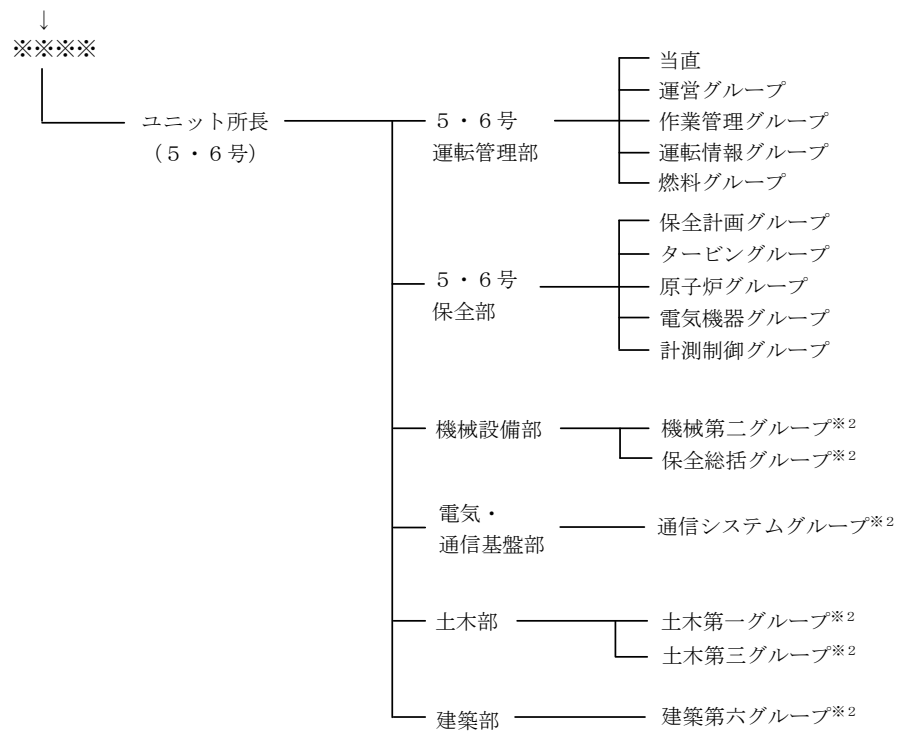 ↓
※※※※
ユニット所長
(5・6号)
5・6号
運転管理部
当直
運営グループ
作業管理グループ
運転情報グループ
燃料グループ
5・6号
保全部
保全計画グループ
タービングループ
原子炉グループ
電気機器グループ
計測制御グループ
機械設備部
機械第二グループ※2
保全総括グループ※2
電気・
通信基盤部
通信システムグループ※2
土木部
土木第一グループ※2
土木第三グループ※2
建築部
建築第六グループ※2